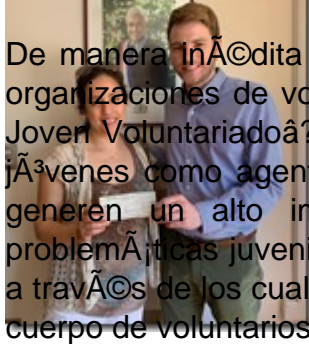 De manera inÃ©dita
organizaciones de vo
Joven Voluntariadoâ?
jÃ³venes como agent
generen un alto in
problemÃ¡ticas juveni
a travÃ©s de los cual
cuerpo de voluntarios